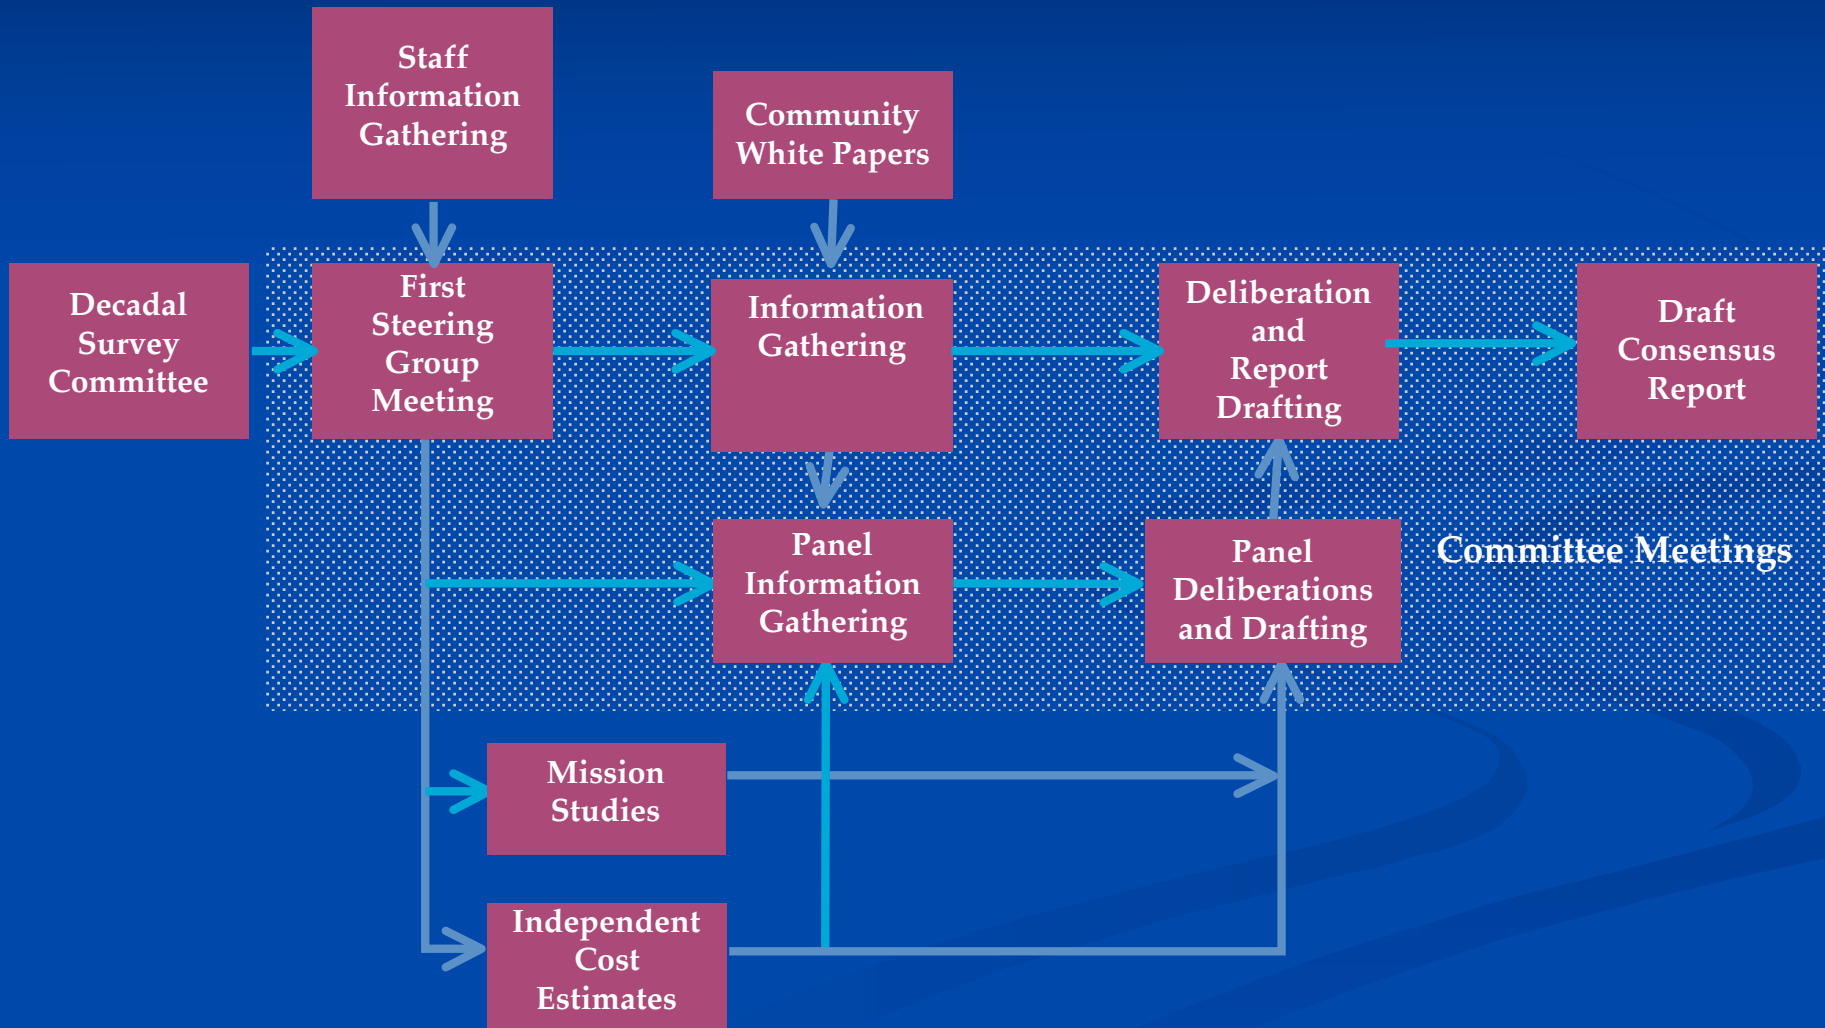 Staff
Information
Gathering
Community
White Papers
Decadal
Survey
Committee
First
Steering
Group
Meeting
Information
Gathering
Deliberation
and
Report
Drafting
Draft
Consensus
Report
Panel
Information
Gathering
Panel
Deliberations
and Drafting
Committee Meetings
Mission
Studies
Independent
Cost
Estimates